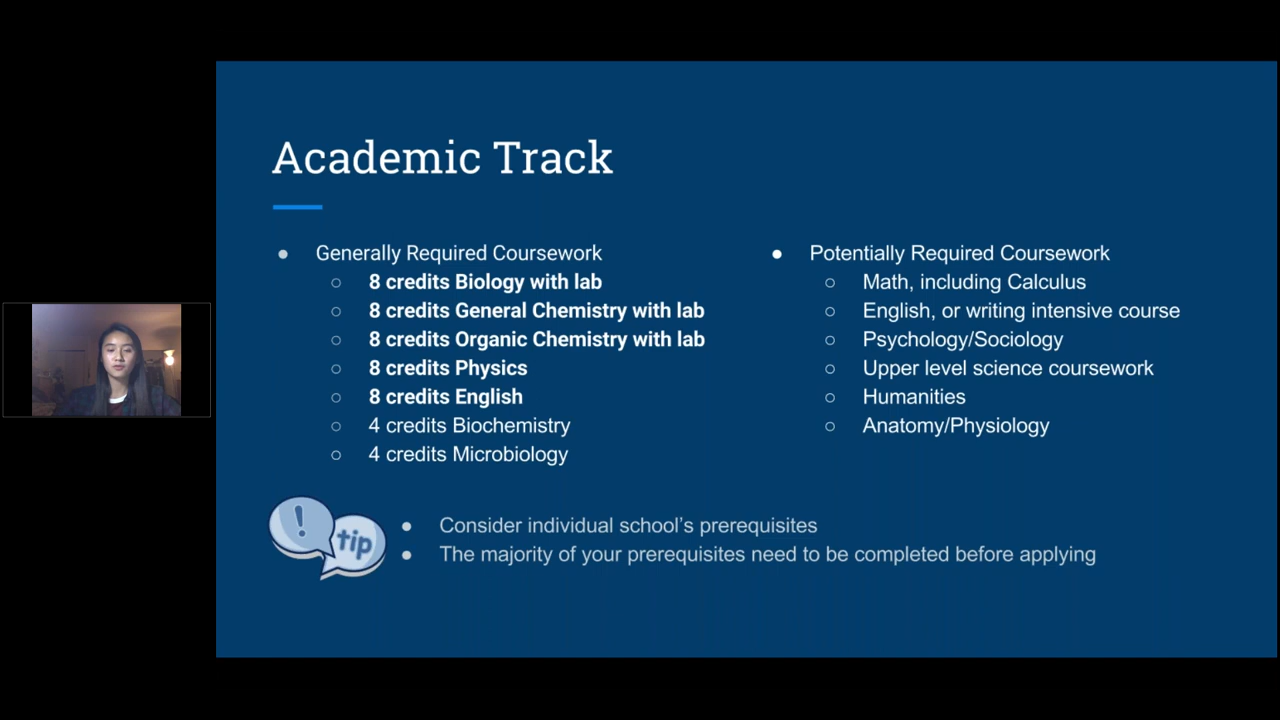 Academic Track
Generally Required Coursework
8 credits Biology with lab
8 credits General Chemistry with lab
8 credits Organic Chemistry with lab
8 credits Physics
8 credits English
4 credits Biochemistry
4 credits Microbiology
Potentially Required Coursework
Math, including Calculus
English, or writing intensive course
Psychology/Sociology
Upper level science coursework
Humanities
Anatomy/Physiology
! tip
Consider individual school's prerequisites
The majority of your prerequisites need to be completed before applying